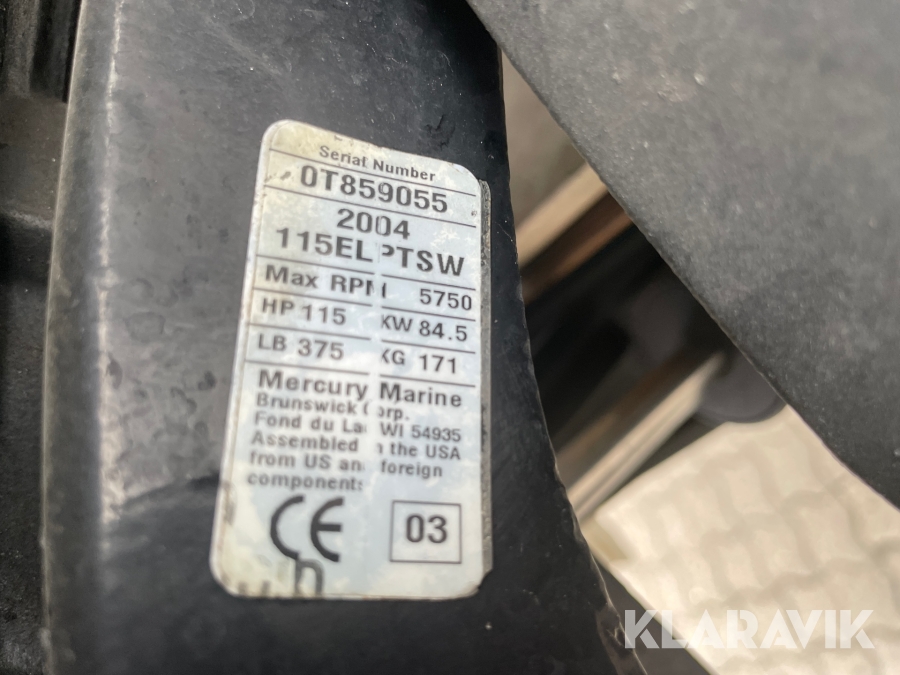 Serial Number
0T859055
2004
115ELPTSW
Max RPM 5750
HP 115 KW 84.5
LB 375 KG 171
Mercury Marine
Brunswick Corp.
Fond du Lac WI 54935
Assembled in the USA
from US and foreign
components
CE 03
KLARAVIK